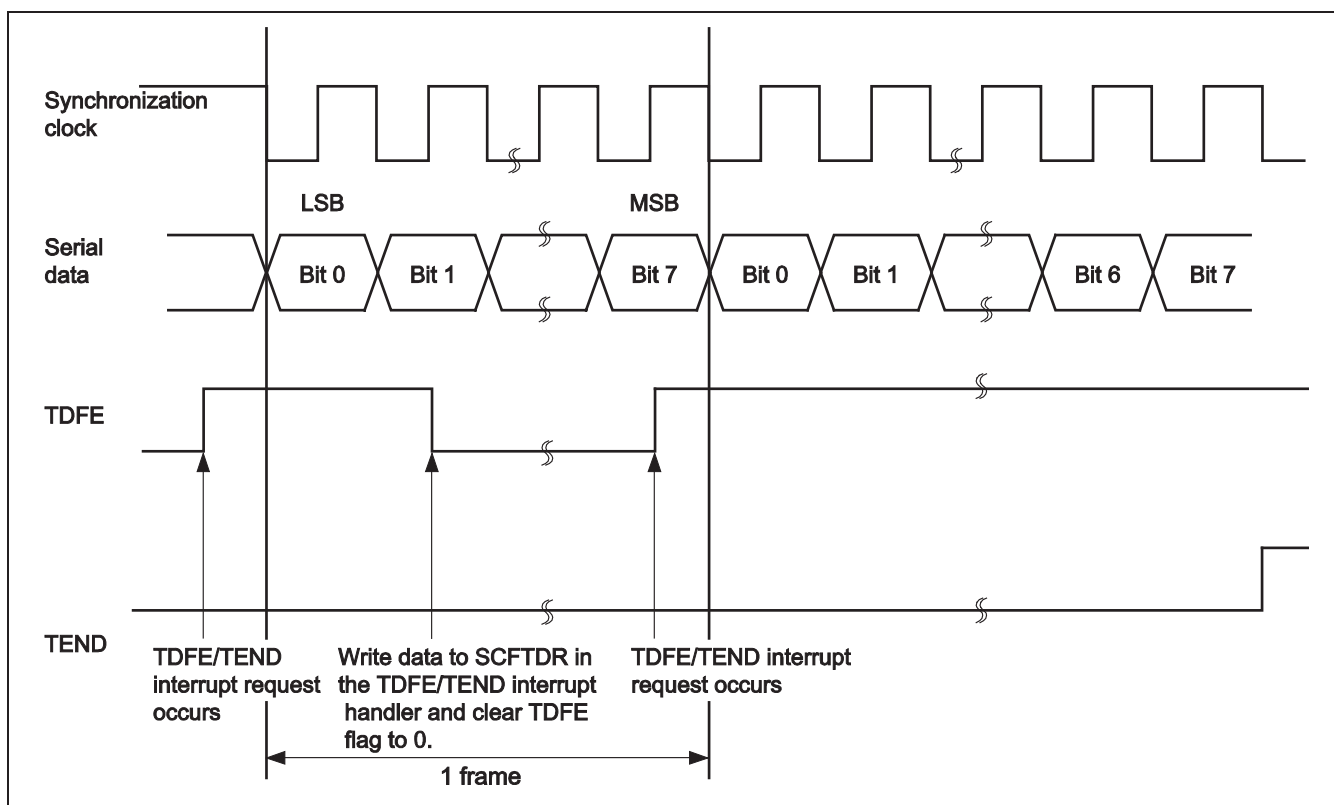 Synchronization
clock
LSB
MSB
Serial
data
Bit 0
Bit 1
Bit 7
Bit 0
Bit 1
Bit 6
Bit 7
TDFE
TEND
TDFE/TEND
interrupt request
occurs
Write data to SCFTDR in
the TDFE/TEND interrupt
handler and clear TDFE
flag to 0.
TDFE/TEND interrupt
request occurs
1 frame